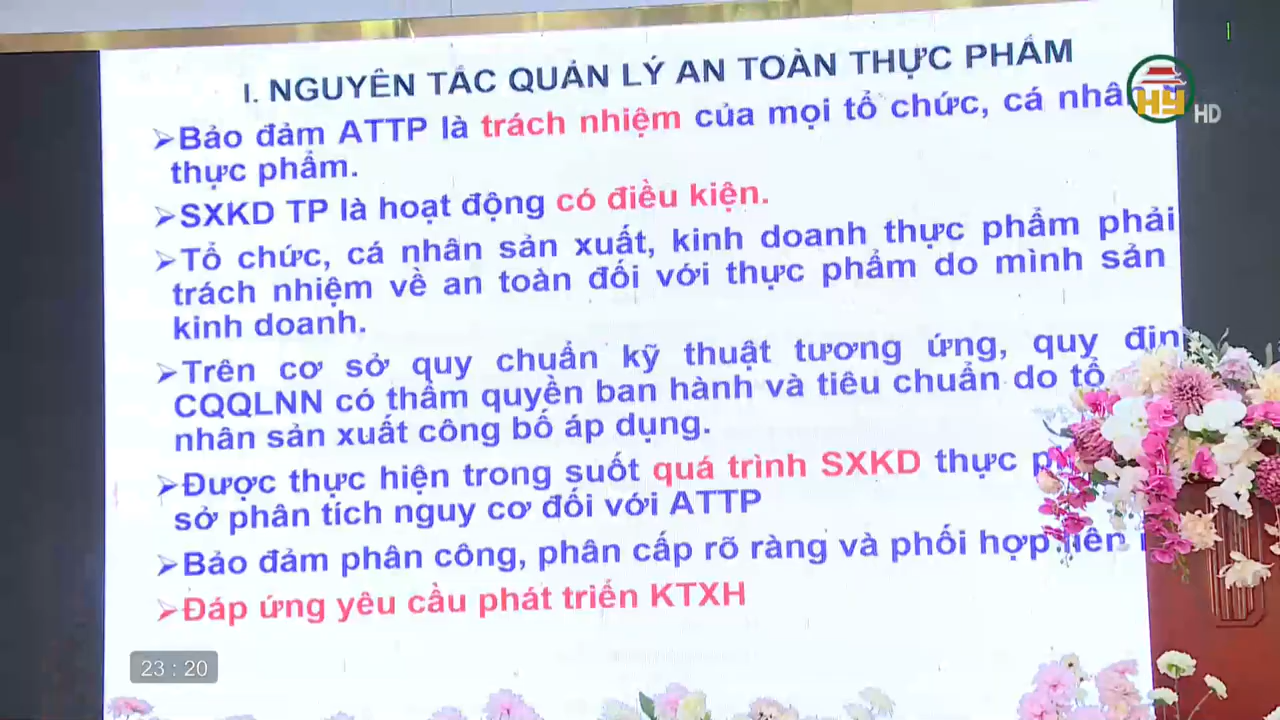 I. NGUYÊN TẮC QUẢN LÝ AN TOÀN THỰC PHẨM
➢Bảo đảm ATTP là trách nhiệm của mọi tổ chức, cá nhân
thực phẩm.
➢SXKD TP là hoạt động có điều kiện.
➢Tổ chức, cá nhân sản xuất, kinh doanh thực phẩm phải
trách nhiệm về an toàn đối với thực phẩm do mình sản
kinh doanh.
➢Trên cơ sở quy chuẩn kỹ thuật tương ứng, quy
CQQLNN có thẩm quyền ban hành và tiêu chuẩn do tổ
nhân sản xuất công bố áp dụng.
➢Được thực hiện trong suốt quá trình SXKD thực
sở phân tích nguy cơ đối với ATTP
➢Bảo đảm phân công, phân cấp rõ ràng và phối hợp liên
➢Đáp ứng yêu cầu phát triển KTXH
HY HD
23 : 20